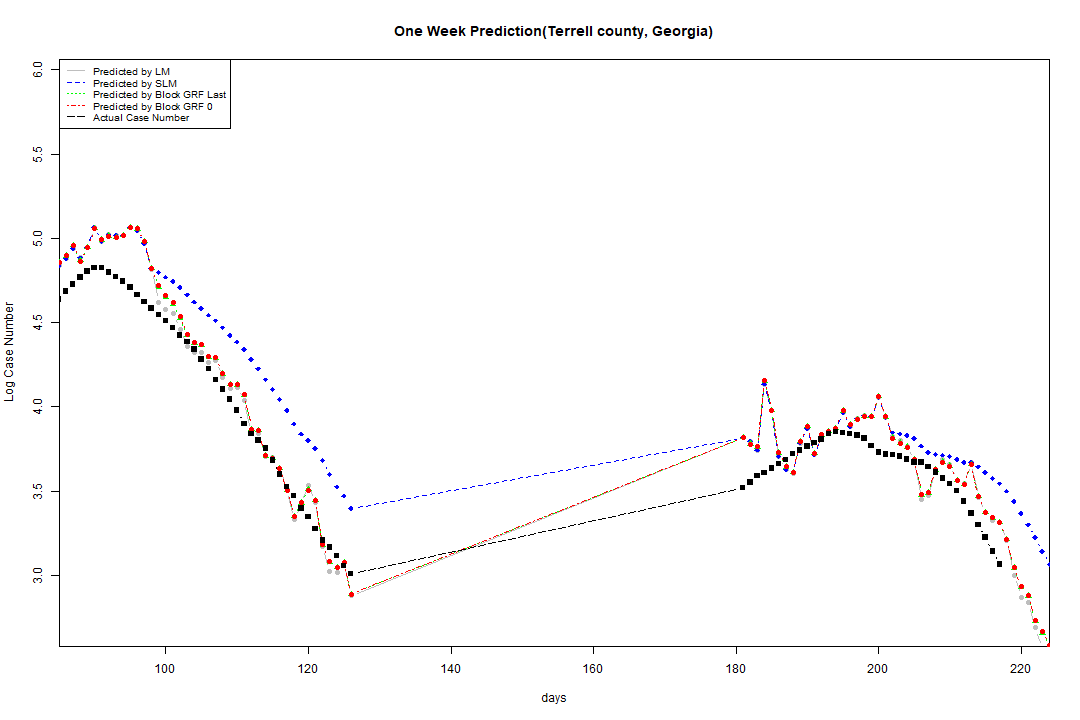 One Week Prediction(Terrell county, Georgia)
Predicted by LM
Predicted by SLM
Predicted by Block GRF Last
Predicted by Block GRF 0
Actual Case Number
6.0
5.5
5.0
4.5
4.0
3.5
3.0
Log Case Number
100 120 140 160 180 200 220
days